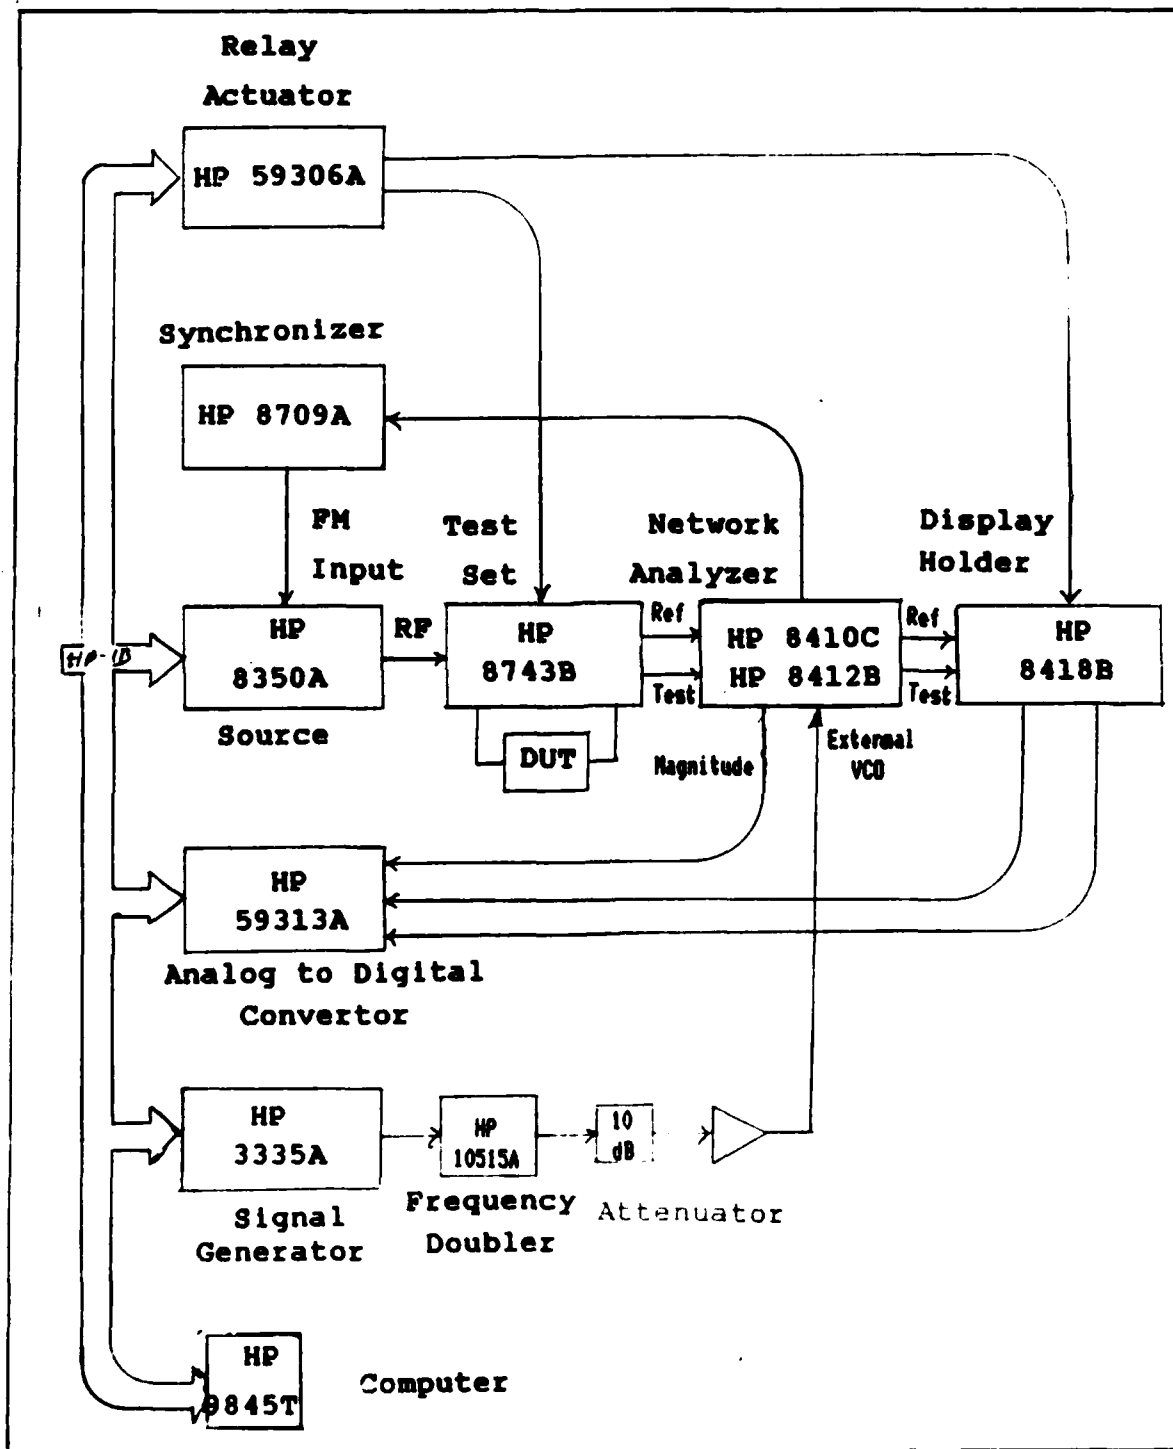 Relay
Actuator
HP 59306A
Synchronizer
HP 8709A
FM
Input
Test
Set
Network
Analyzer
Display
Holder
HP-IB
HP
8350A
Source
RF
HP
8743B
DUT
Ref
Test
HP 8410C
HP 8412B
Ref
Test
HP
8418B
Magnitude
External
VCO
HP
59313A
Analog to Digital
Convertor
HP
3335A
Signal
Generator
HP
10515A
Frequency
Doubler
10
dB
Attenuator
HP
9845T
Computer